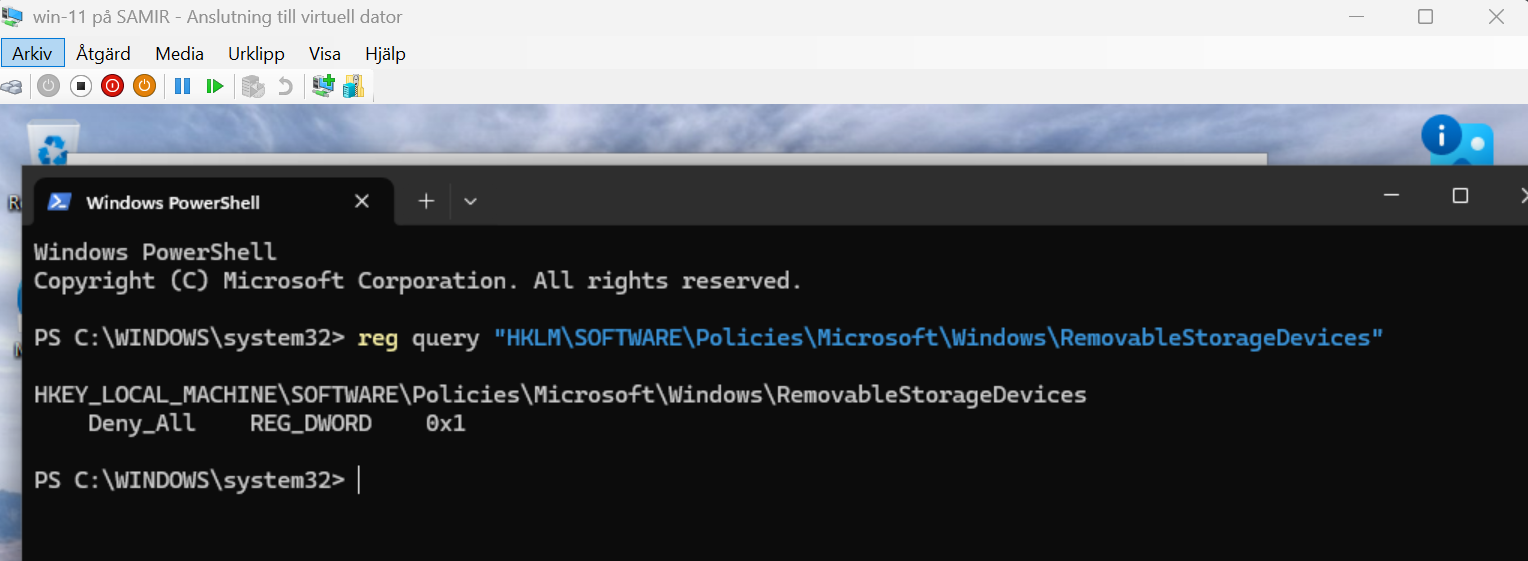 win-11 på SAMIR - Anslutning till virtuell dator
Arkiv Åtgärd Media Urklipp Visa Hjälp
Windows PowerShell
Windows PowerShell
Copyright (C) Microsoft Corporation. All rights reserved.
PS C:\WINDOWS\system32> reg query "HKLM\SOFTWARE\Policies\Microsoft\Windows\RemovableStorageDevices"
HKEY_LOCAL_MACHINE\SOFTWARE\Policies\Microsoft\Windows\RemovableStorageDevices
Deny_All REG_DWORD 0x1
PS C:\WINDOWS\system32>